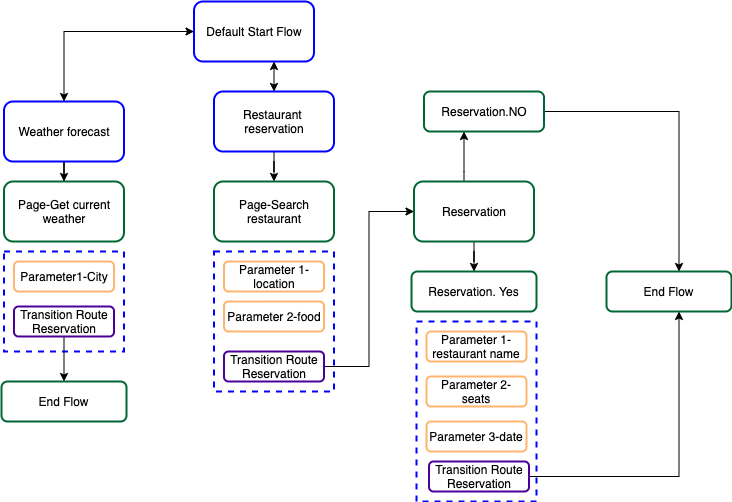 Default Start Flow
Weather forecast
Restaurant
reservation
Reservation.NO
Page-Get current
weather
Page-Search
restaurant
Reservation
Parameter1-City
Transition Route
Reservation
Parameter 1-
location
Parameter 2-food
Transition Route
Reservation
Reservation. Yes
End Flow
End Flow
Parameter 1-
restaurant name
Parameter 2-
seats
Parameter 3-date
Transition Route
Reservation